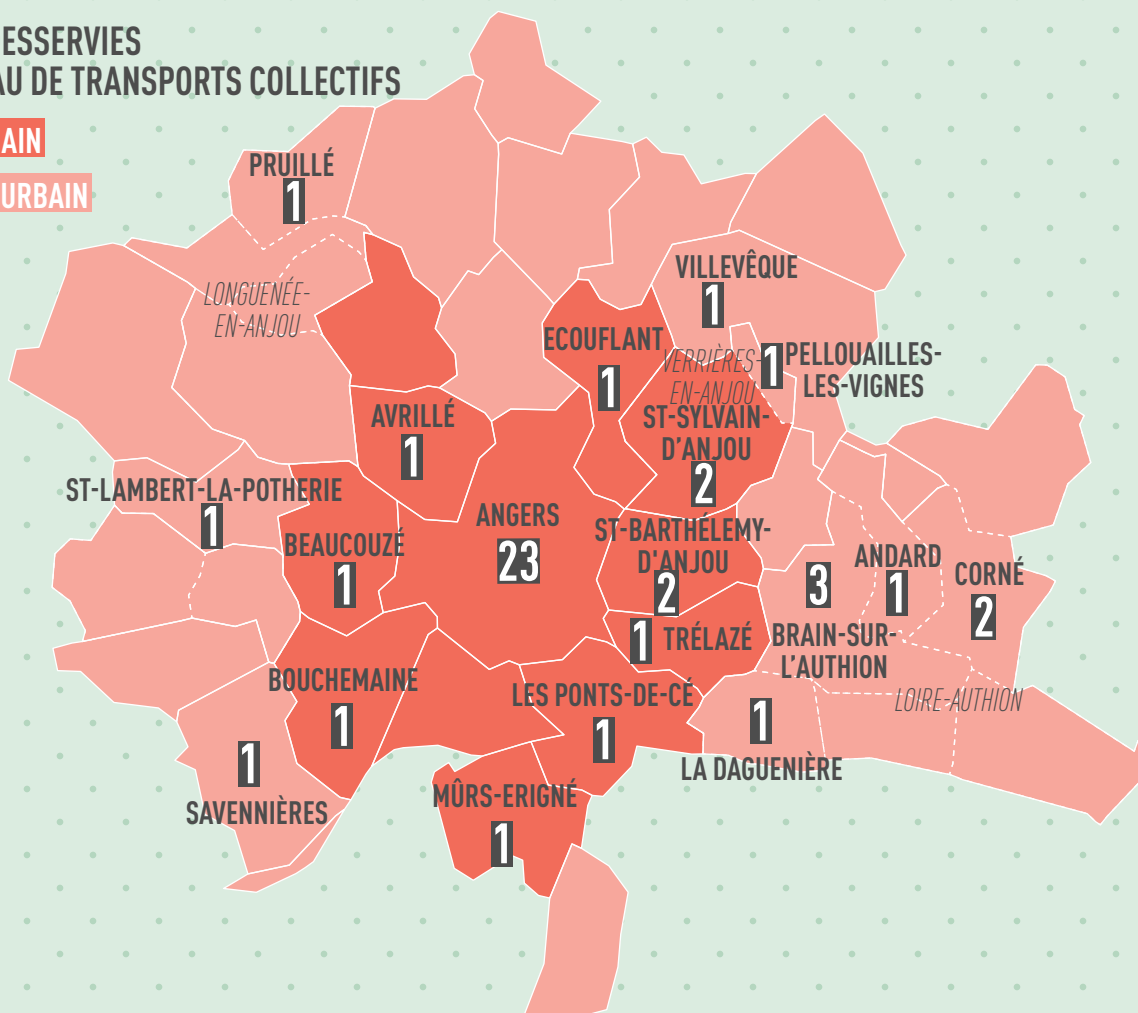 ESSERVIES
AU DE TRANSPORTS COLLECTIFS
AIN
URBAIN
PRUILLÉ
1
LONGUENÉE-
EN-ANJOU
VILLEVÊQUE
1
ECOUFLANT
1
VERRIÈRES-
EN-ANJOU
1
PELLOUAILLES-
LES-VIGNES
AVRILLÉ
1
ST-SYLVAIN-
D'ANJOU
2
ST-LAMBERT-LA-POTHERIE
1
BEAUCOUZÉ
1
ANGERS
23
ST-BARTHÉLEMY-
D'ANJOU
2
1 TRÉLAZÉ
3
BRAIN-SUR-
L'AUTHION
ANDARD
1
CORNÉ
2
BOUCHEMAINE
1
LES PONTS-DE-CÉ
1
LOIRE-AUTHION
1
LA DAGUENIÈRE
1
SAVENNIÈRES
MÛRS-ERIGNÉ
1